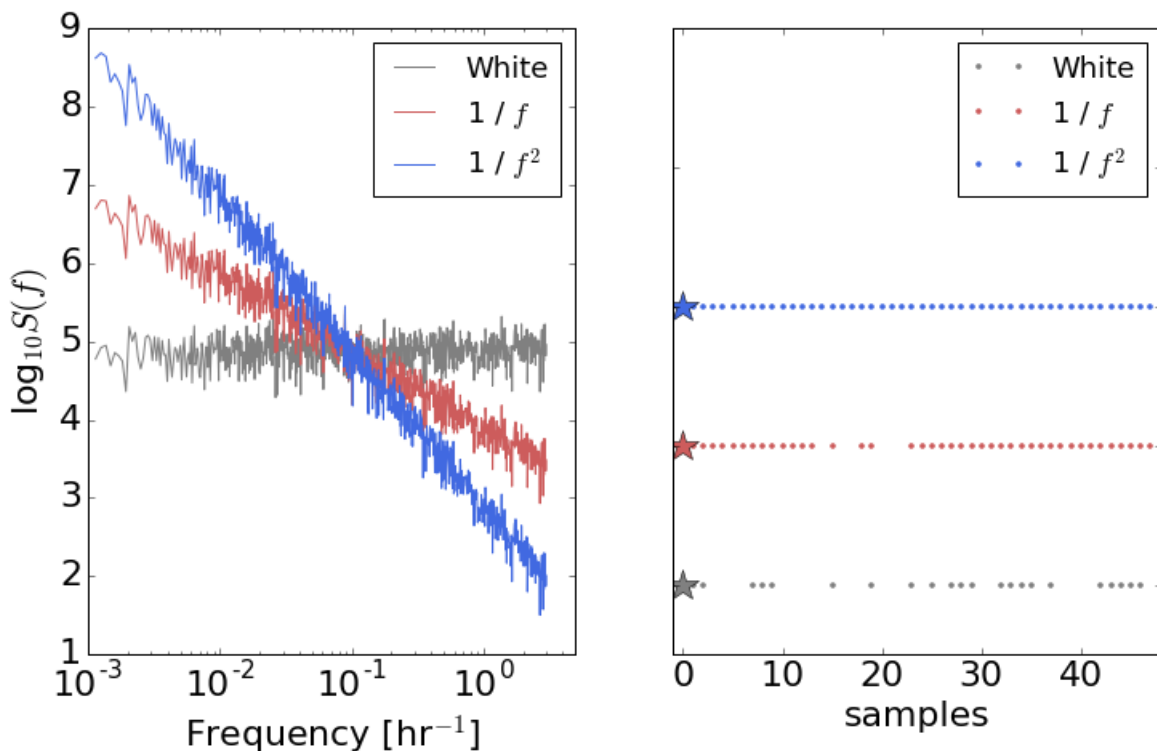 9
8
7
6
5
4
3
2
1
log₁₀S(f)
10⁻³ 10⁻² 10⁻¹ 10⁰
Frequency [hr⁻¹]
White
1 / f
1 / f²
White
1 / f
1 / f²
0 10 20 30 40
samples